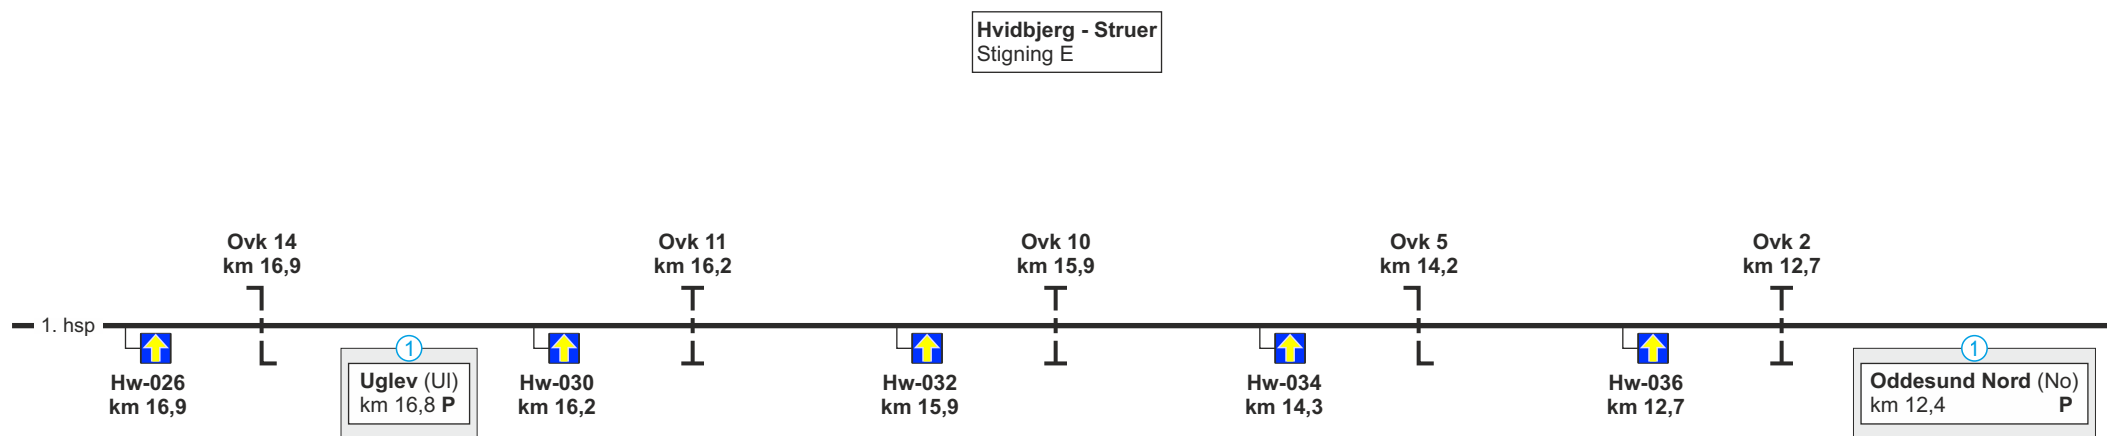 Hvidbjerg - Struer
Stigning E
Ovk 14
km 16,9
Ovk 11
km 16,2
Ovk 10
km 15,9
Ovk 5
km 14,2
Ovk 2
km 12,7
1. hsp
1
1
Hw-026
km 16,9
Uglev (Ul)
km 16,8 P
Hw-030
km 16,2
Hw-032
km 15,9
Hw-034
km 14,3
Hw-036
km 12,7
Oddesund Nord (No)
km 12,4 P